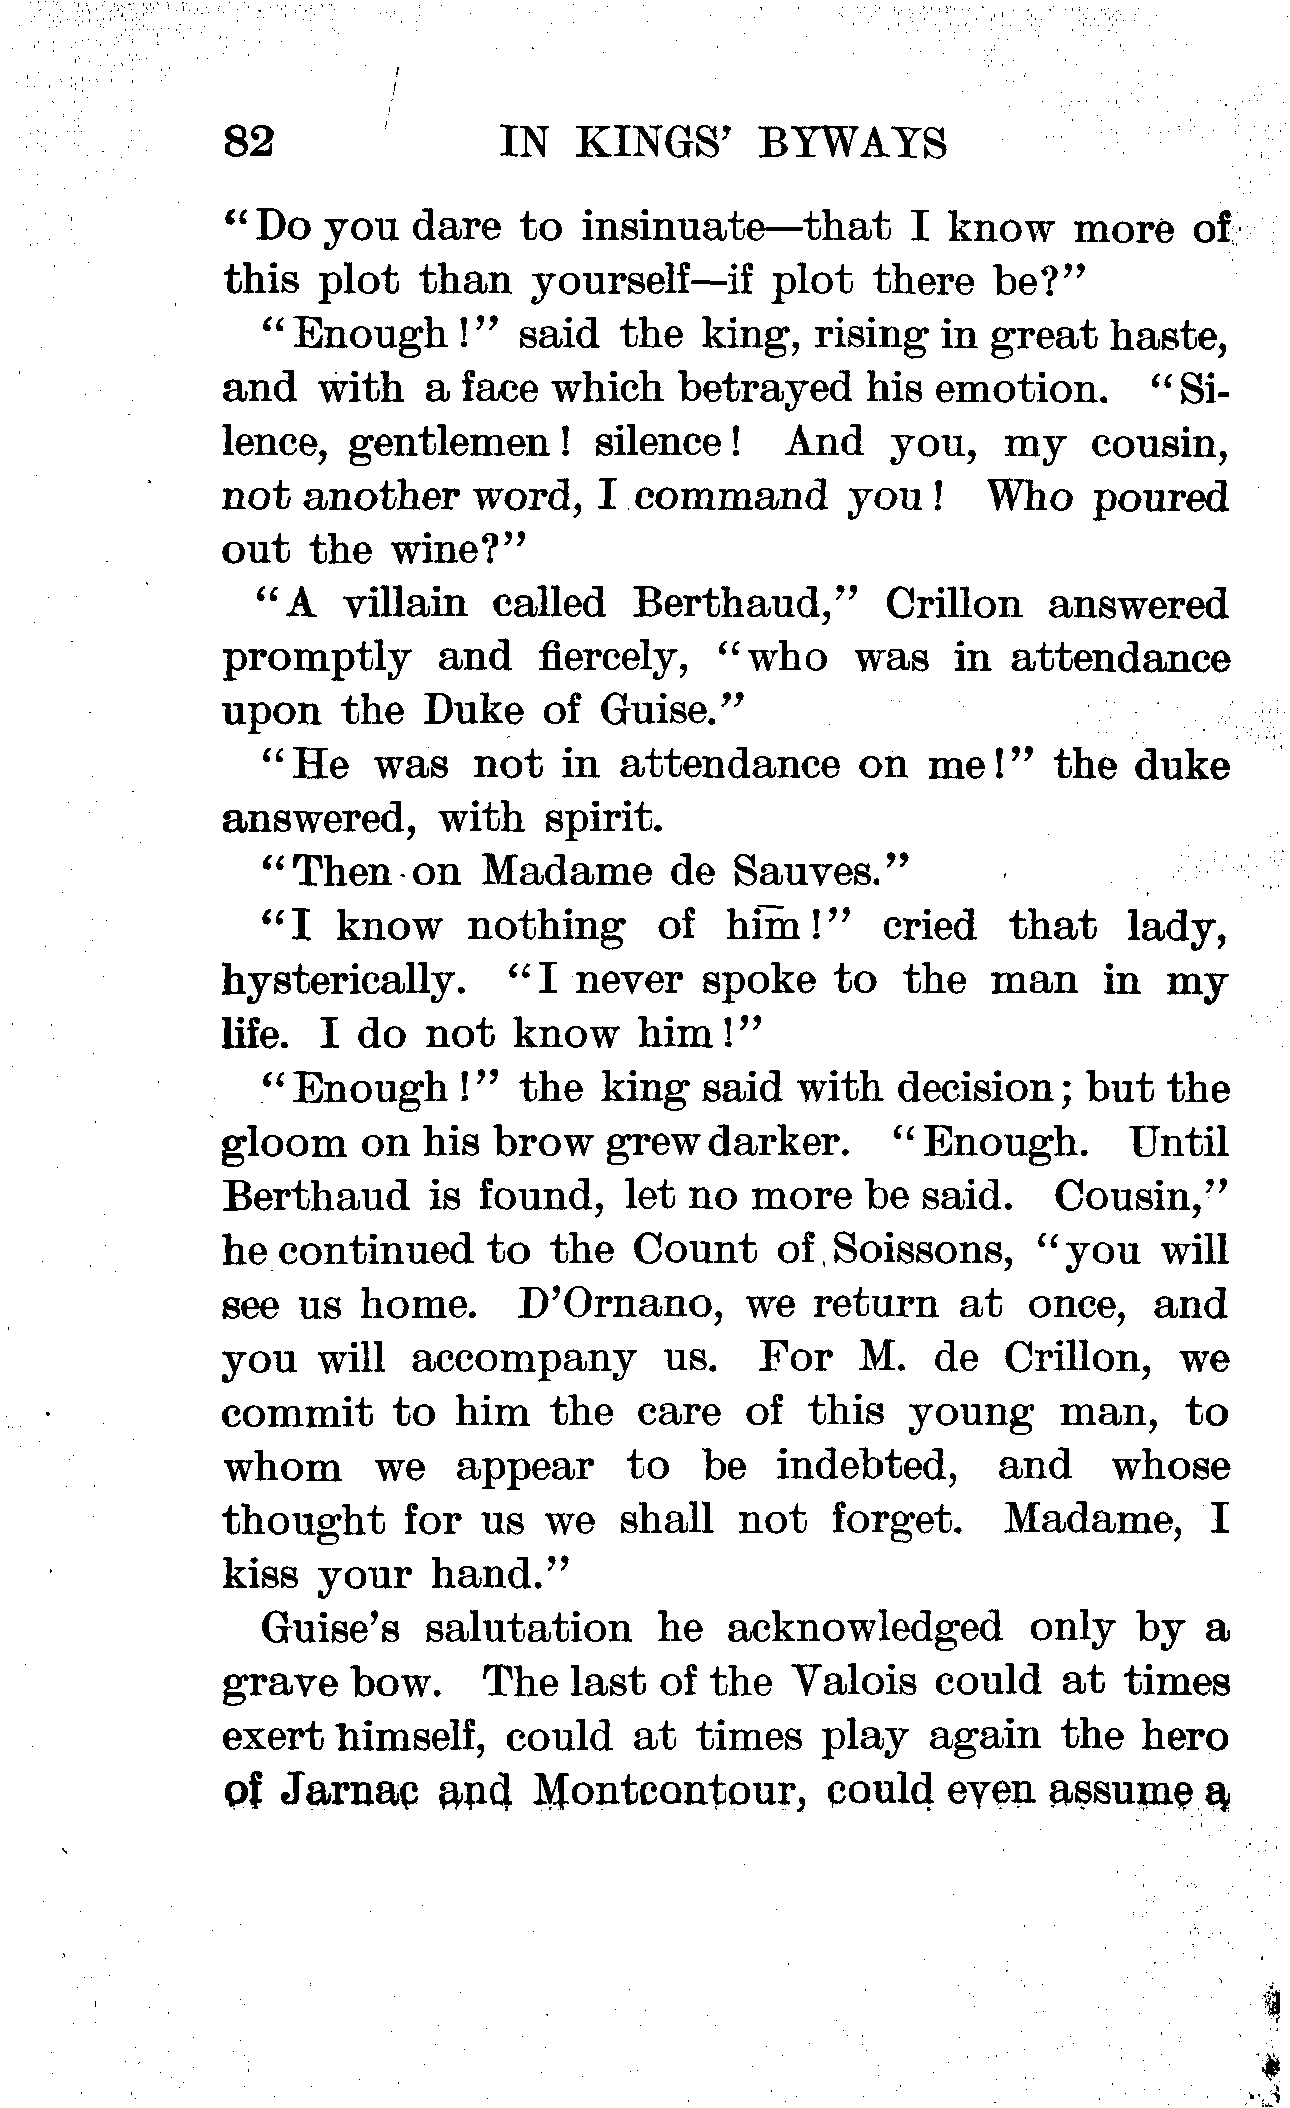 82 IN KINGS' BYWAYS
"Do you dare to insinuate—that I know more of
this plot than yourself—if plot there be?"
"Enough!" said the king, rising in great haste,
and with a face which betrayed his emotion. "Si-
lence, gentlemen! silence! And you, my cousin,
not another word, I command you! Who poured
out the wine?"
"A villain called Berthaud," Crillon answered
promptly and fiercely, "who was in attendance
upon the Duke of Guise."
"He was not in attendance on me!" the duke
answered, with spirit.
"Then on Madame de Sauves."
"I know nothing of him!" cried that lady,
hysterically. "I never spoke to the man in my
life. I do not know him!"
"Enough!" the king said with decision; but the
gloom on his brow grew darker. "Enough. Until
Berthaud is found, let no more be said. Cousin,"
he continued to the Count of Soissons, "you will
see us home. D'Ornano, we return at once, and
you will accompany us. For M. de Crillon, we
commit to him the care of this young man, to
whom we appear to be indebted, and whose
thought for us we shall not forget. Madame, I
kiss your hand."
Guise's salutation he acknowledged only by a
grave bow. The last of the Valois could at times
exert himself, could at times play again the hero
of Jarnac and Montcontour, could even assume a